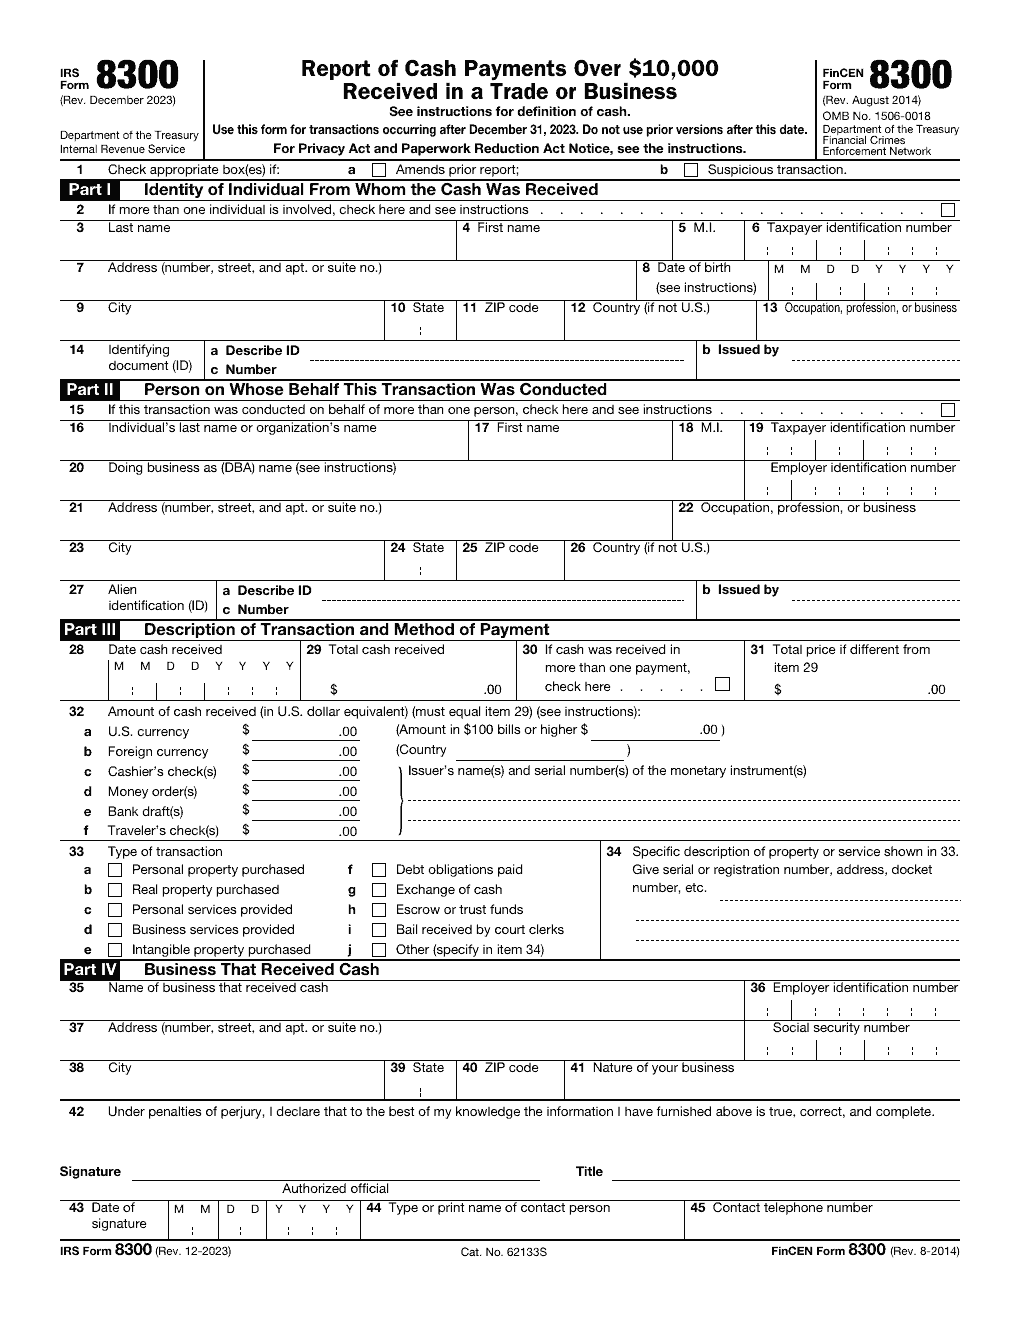 IRS Form 8300
(Rev. December 2023)
Department of the Treasury
Internal Revenue Service
Report of Cash Payments Over $10,000
Received in a Trade or Business
See instructions for definition of cash.
Use this form for transactions occurring after December 31, 2023. Do not use prior versions after this date.
For Privacy Act and Paperwork Reduction Act Notice, see the instructions.
FinCEN Form 8300
(Rev. August 2014)
OMB No. 1506-0018
Department of the Treasury
Financial Crimes
Enforcement Network
1 Check appropriate box(es) if: a Amends prior report; b Suspicious transaction.
Part I Identity of Individual From Whom the Cash Was Received
2 If more than one individual is involved, check here and see instructions . . . . . . . . . . . . . . . . . .
3 Last name 4 First name 5 M.I. 6 Taxpayer identification number
7 Address (number, street, and apt. or suite no.) 8 Date of birth M M D D Y Y Y Y
(see instructions)
9 City 10 State 11 ZIP code 12 Country (if not U.S.) 13 Occupation, profession, or business
14 Identifying a Describe ID b Issued by
document (ID) c Number
Part II Person on Whose Behalf This Transaction Was Conducted
15 If this transaction was conducted on behalf of more than one person, check here and see instructions . . . . . . . . . .
16 Individual's last name or organization's name 17 First name 18 M.I. 19 Taxpayer identification number
20 Doing business as (DBA) name (see instructions) Employer identification number
21 Address (number, street, and apt. or suite no.) 22 Occupation, profession, or business
23 City 24 State 25 ZIP code 26 Country (if not U.S.)
27 Alien a Describe ID b Issued by
identification (ID) c Number
Part III Description of Transaction and Method of Payment
28 Date cash received 29 Total cash received 30 If cash was received in 31 Total price if different from
M M D D Y Y Y Y more than one payment, item 29
$ .00 check here . . . . . $ .00
32 Amount of cash received (in U.S. dollar equivalent) (must equal item 29) (see instructions):
a U.S. currency $ .00 (Amount in $100 bills or higher $ .00 )
b Foreign currency $ .00 (Country )
c Cashier's check(s) $ .00 Issuer's name(s) and serial number(s) of the monetary instrument(s)
d Money order(s) $ .00
e Bank draft(s) $ .00
f Traveler's check(s) $ .00
33 Type of transaction 34 Specific description of property or service shown in 33.
a Personal property purchased f Debt obligations paid Give serial or registration number, address, docket
b Real property purchased g Exchange of cash number, etc.
c Personal services provided h Escrow or trust funds
d Business services provided i Bail received by court clerks
e Intangible property purchased j Other (specify in item 34)
Part IV Business That Received Cash
35 Name of business that received cash 36 Employer identification number
37 Address (number, street, and apt. or suite no.) Social security number
38 City 39 State 40 ZIP code 41 Nature of your business
42 Under penalties of perjury, I declare that to the best of my knowledge the information I have furnished above is true, correct, and complete.
Signature Title
Authorized official
43 Date of M M D D Y Y Y Y 44 Type or print name of contact person 45 Contact telephone number
signature
IRS Form 8300 (Rev. 12-2023) Cat. No. 62133S FinCEN Form 8300 (Rev. 8-2014)